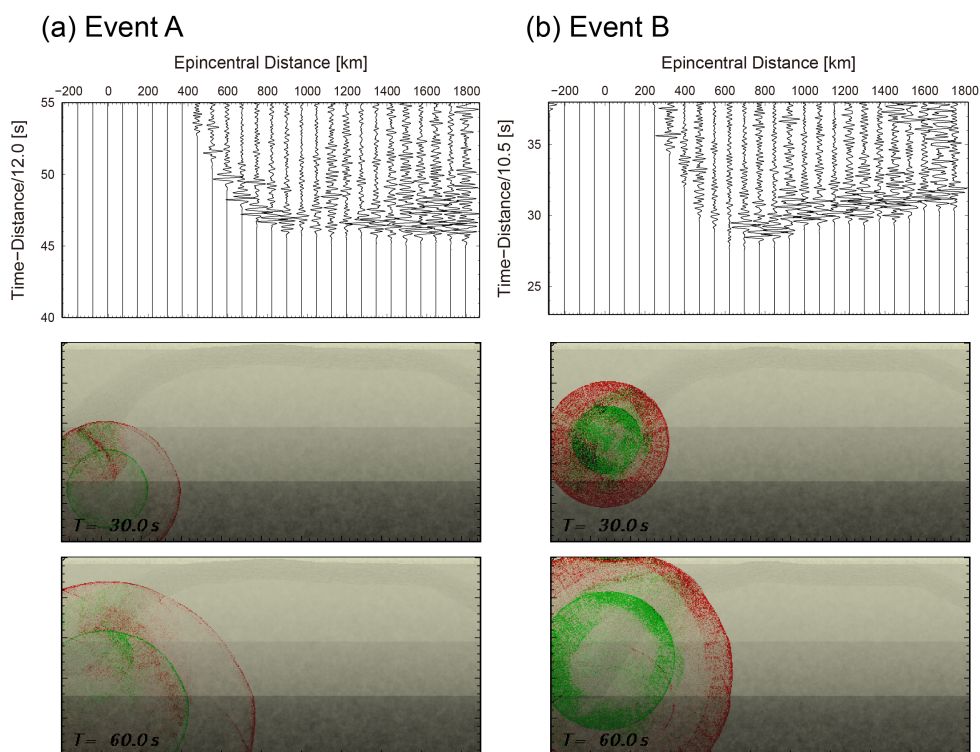 (a) Event A
(b) Event B
Epincentral Distance [km]
Epincentral Distance [km]
−200 0 200 400 600 800 1000 1200 1400 1600 1800
−200 0 200 400 600 800 1000 1200 1400 1600 1800
Time−Distance/12.0 [s]
55
50
45
40
Time−Distance/10.5 [s]
35
30
25
T= 30.0 s
T= 30.0 s
T= 60.0 s
T= 60.0 s